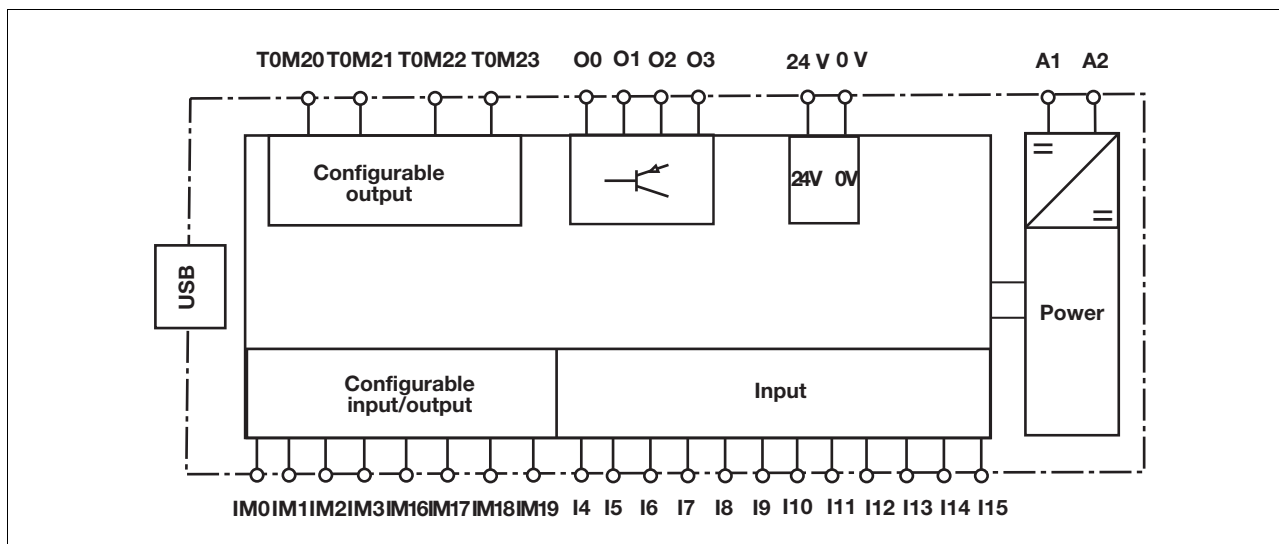 T0M20 T0M21 T0M22 T0M23 O0 O1 O2 O3 24 V 0 V A1 A2
Configurable
output
24V 0V
USB
Power
Configurable
input/output
Input
IM0 IM1 IM2 IM3 IM16 IM17 IM18 IM19 I4 I5 I6 I7 I8 I9 I10 I11 I12 I13 I14 I15